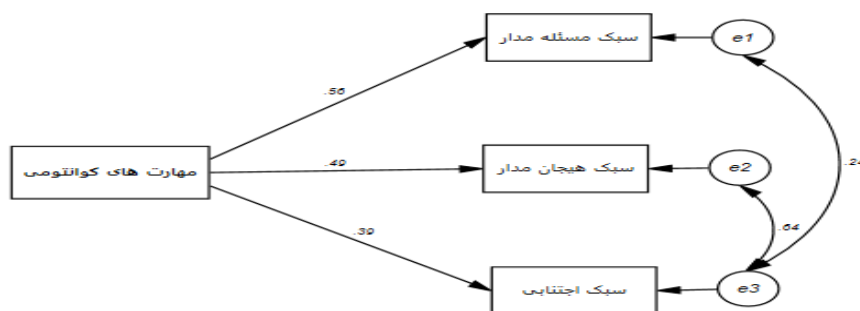 سبک مسئله مدار
e1
.56
.24
مهارت های کوانتومی
.49
سبک هیجان مدار
e2
.64
.39
سبک اجتنابی
e3